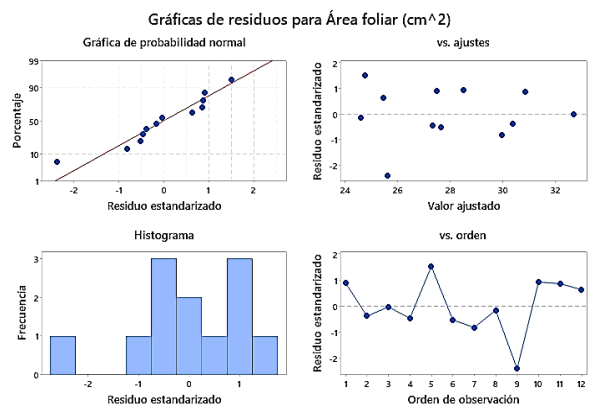 Gráficas de residuos para Área foliar (cm^2)
Gráfica de probabilidad normal
99
90
50
10
1
Porcentaje
-2 -1 0 1 2
Residuo estandarizado
vs. ajustes
2
1
0
-1
-2
Residuo estandarizado
24 26 28 30 32
Valor ajustado
Histograma
3
2
1
0
Frecuencia
-2 -1 0 1
Residuo estandarizado
vs. orden
2
1
0
-1
-2
Residuo estandarizado
1 2 3 4 5 6 7 8 9 10 11 12
Orden de observación